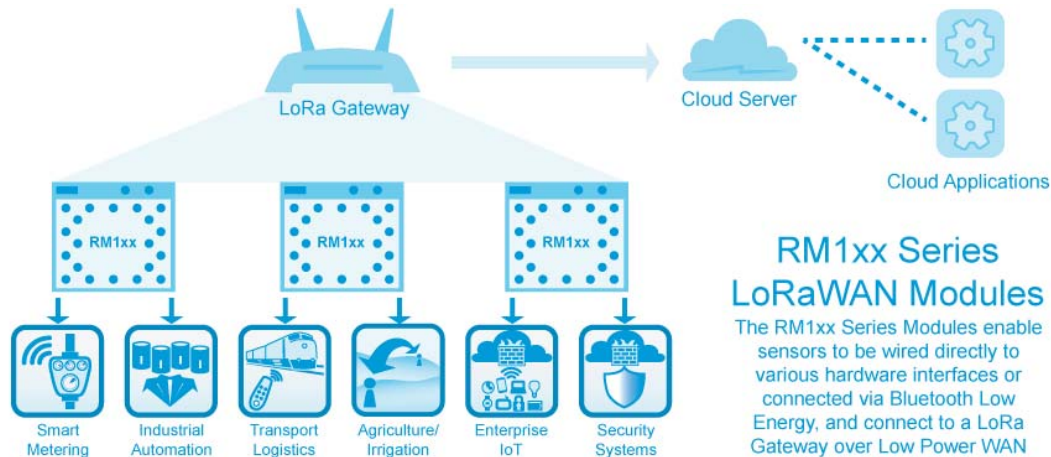 LoRa Gateway
Cloud Server
Cloud Applications
RM1xx
RM1xx
RM1xx
RM1xx Series
LoRaWAN Modules
The RM1xx Series Modules enable
sensors to be wired directly to
various hardware interfaces or
connected via Bluetooth Low
Energy, and connect to a LoRa
Gateway over Low Power WAN
Smart
Metering
Industrial
Automation
Transport
Logistics
Agriculture/
Irrigation
Enterprise
IoT
Security
Systems